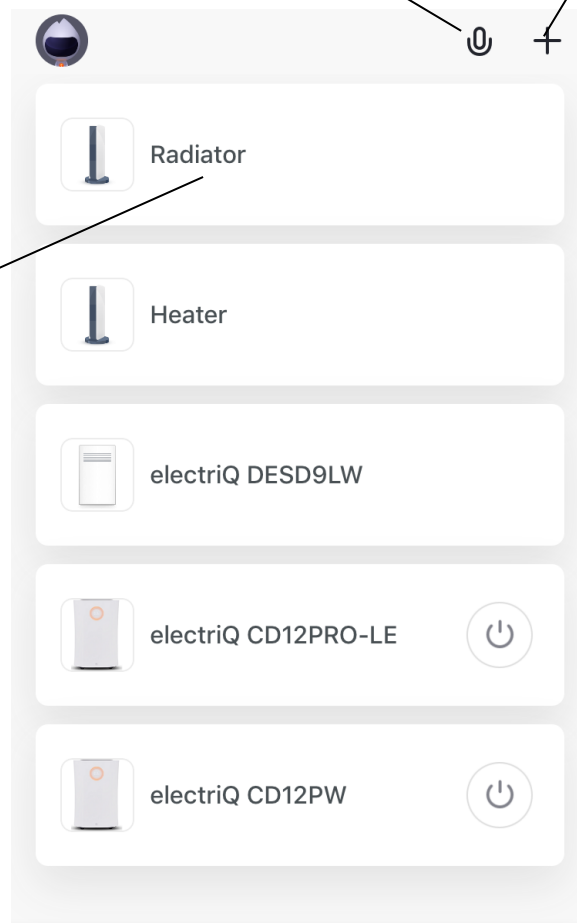 Radiator
Heater
electriQ DESD9LW
electriQ CD12PRO-LE
electriQ CD12PW